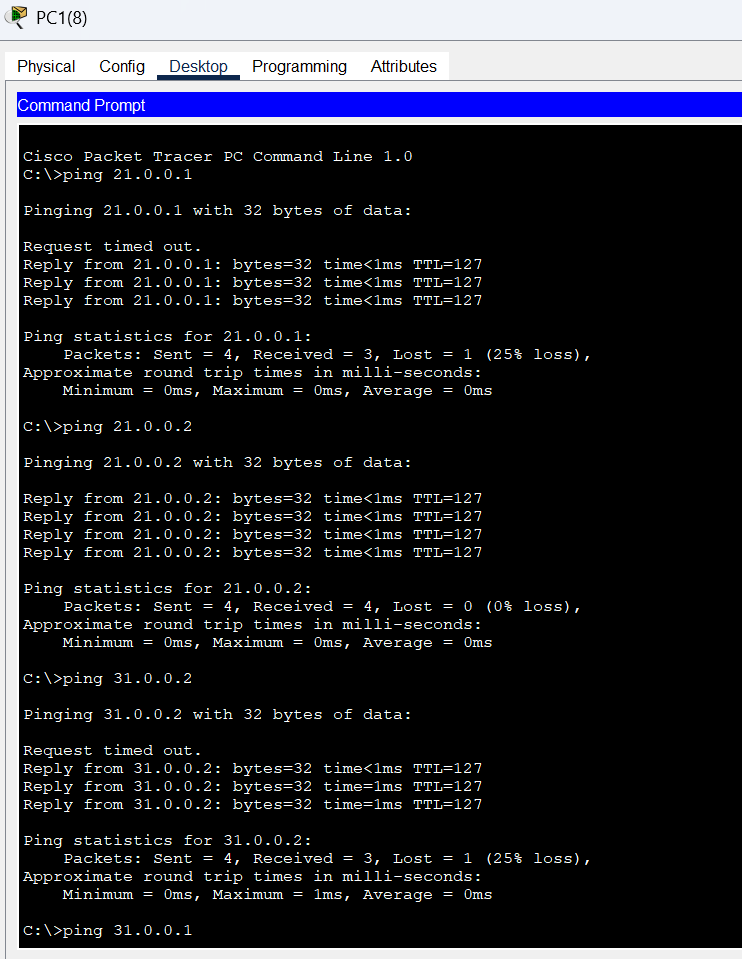 PC1(8)
Physical Config Desktop Programming Attributes
Command Prompt
Cisco Packet Tracer PC Command Line 1.0
C:\>ping 21.0.0.1
Pinging 21.0.0.1 with 32 bytes of data:
Request timed out.
Reply from 21.0.0.1: bytes=32 time<1ms TTL=127
Reply from 21.0.0.1: bytes=32 time<1ms TTL=127
Reply from 21.0.0.1: bytes=32 time<1ms TTL=127
Ping statistics for 21.0.0.1:
    Packets: Sent = 4, Received = 3, Lost = 1 (25% loss),
Approximate round trip times in milli-seconds:
    Minimum = 0ms, Maximum = 0ms, Average = 0ms
C:\>ping 21.0.0.2
Pinging 21.0.0.2 with 32 bytes of data:
Reply from 21.0.0.2: bytes=32 time<1ms TTL=127
Reply from 21.0.0.2: bytes=32 time<1ms TTL=127
Reply from 21.0.0.2: bytes=32 time<1ms TTL=127
Reply from 21.0.0.2: bytes=32 time<1ms TTL=127
Ping statistics for 21.0.0.2:
    Packets: Sent = 4, Received = 4, Lost = 0 (0% loss),
Approximate round trip times in milli-seconds:
    Minimum = 0ms, Maximum = 0ms, Average = 0ms
C:\>ping 31.0.0.2
Pinging 31.0.0.2 with 32 bytes of data:
Request timed out.
Reply from 31.0.0.2: bytes=32 time<1ms TTL=127
Reply from 31.0.0.2: bytes=32 time=1ms TTL=127
Reply from 31.0.0.2: bytes=32 time=1ms TTL=127
Ping statistics for 31.0.0.2:
    Packets: Sent = 4, Received = 3, Lost = 1 (25% loss),
Approximate round trip times in milli-seconds:
    Minimum = 0ms, Maximum = 1ms, Average = 0ms
C:\>ping 31.0.0.1